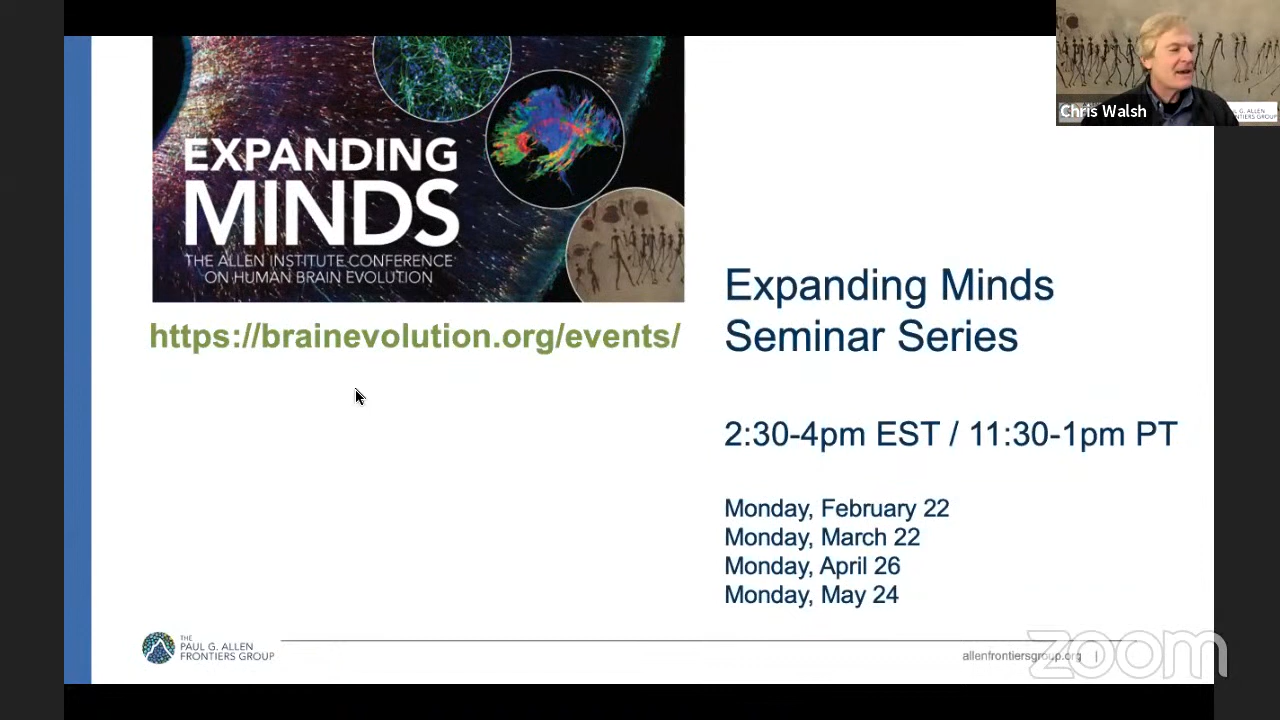 EXPANDING
MINDS
THE ALLEN INSTITUTE CONFERENCE
ON HUMAN BRAIN EVOLUTION
https://brainevolution.org/events/
Chris Walsh
Expanding Minds
Seminar Series
2:30-4pm EST / 11:30-1pm PT
Monday, February 22
Monday, March 22
Monday, April 26
Monday, May 24
THE
PAUL G. ALLEN
FRONTIERS GROUP
allenfrontiersgroup.org |
zoom